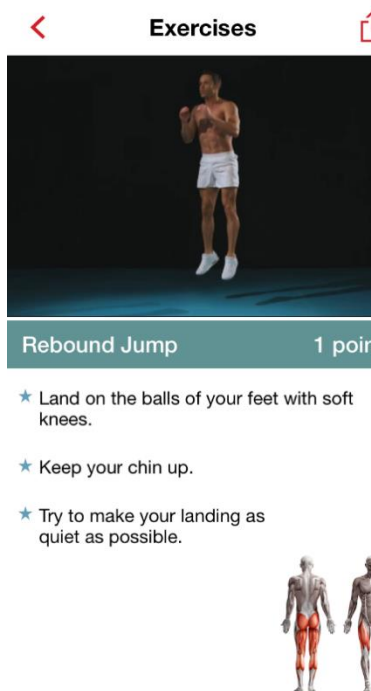 Exercises
Rebound Jump 1
Land on the balls of your feet with soft
knees.
Keep your chin up.
Try to make your landing as
quiet as possible.